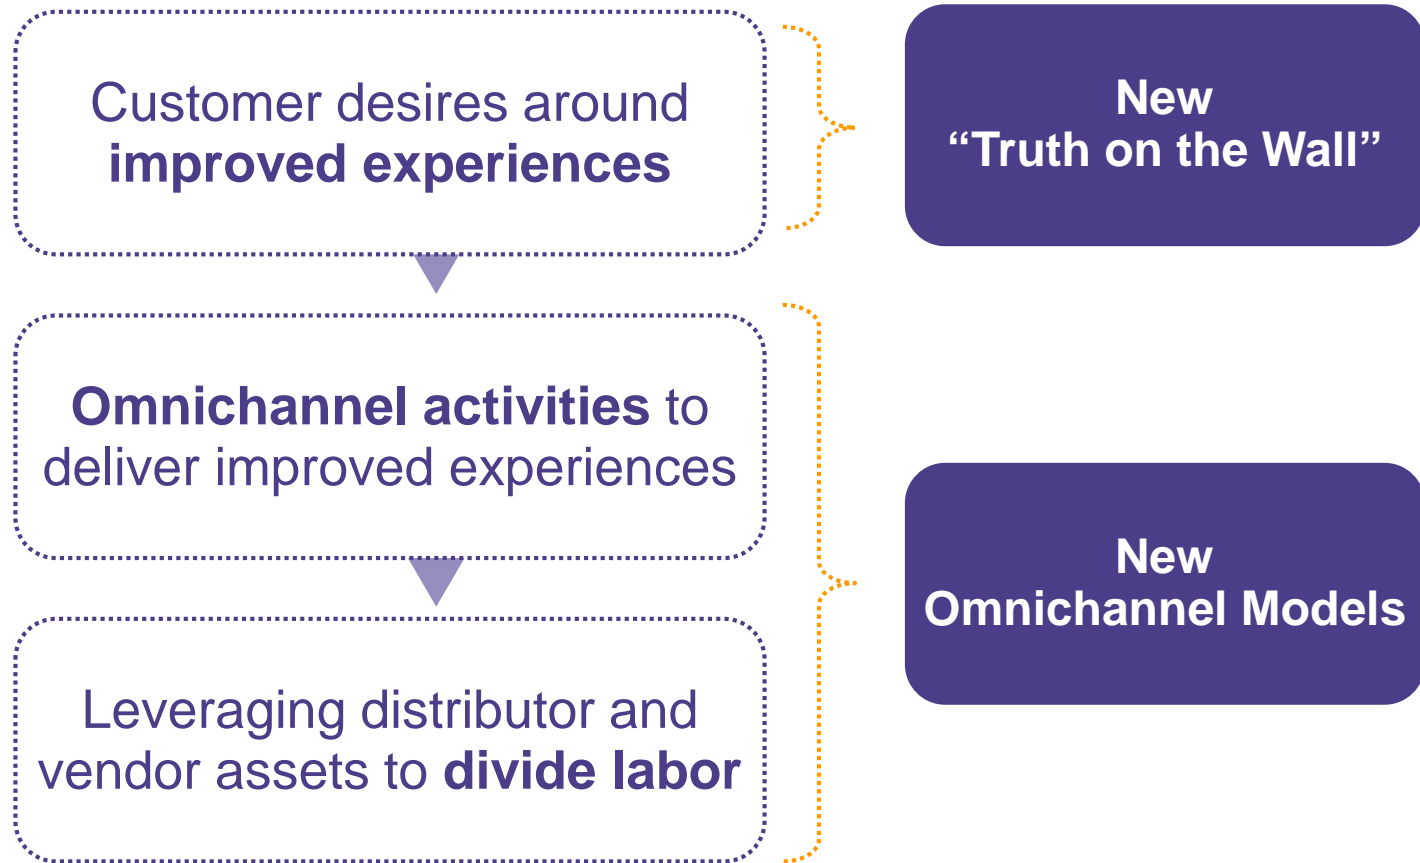 Customer desires around
improved experiences
New
“Truth on the Wall”
Omnichannel activities to
deliver improved experiences
Leveraging distributor and
vendor assets to divide labor
New
Omnichannel Models